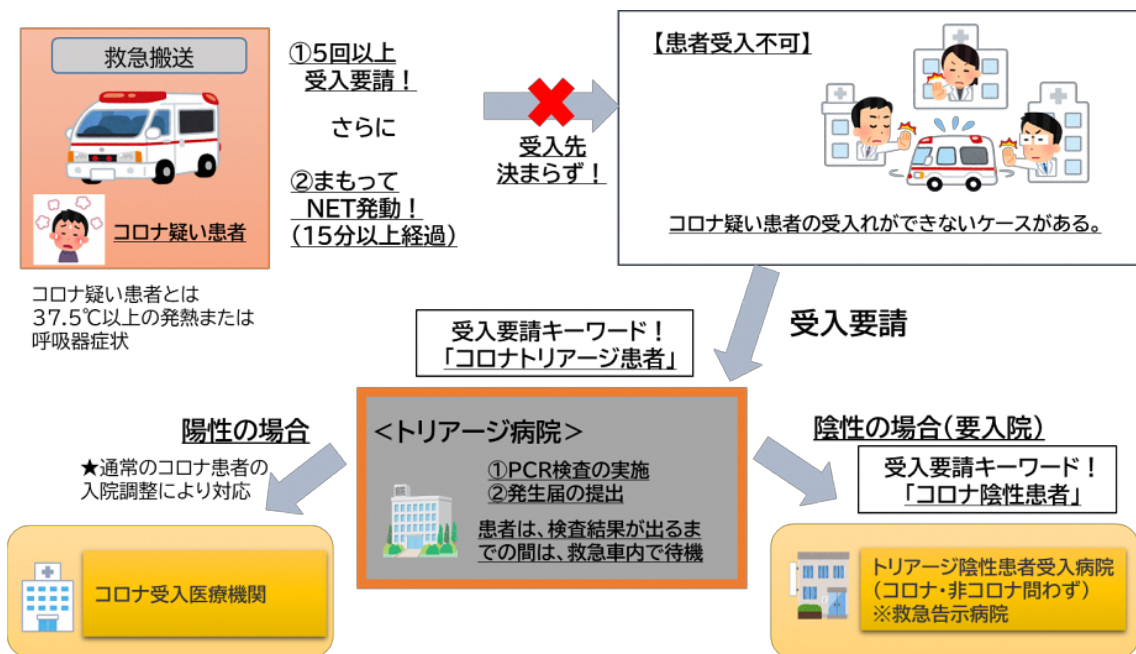 救急搬送
コロナ疑い患者
コロナ疑い患者とは
37.5℃以上の発熱または
呼吸器症状
①5回以上
受入要請！
さらに
②まもって
NET発動！
(15分以上経過)
受入先
決まらず！
【患者受入不可】
コロナ疑い患者の受入れができないケースがある。
受入要請
受入要請キーワード！
「コロナトリアージ患者」
＜トリアージ病院＞
①PCR検査の実施
②発生届の提出
患者は、検査結果が出るま
での間は、救急車内で待機
陽性の場合
★通常のコロナ患者の
入院調整により対応
コロナ受入医療機関
陰性の場合(要入院)
受入要請キーワード！
「コロナ陰性患者」
トリアージ陰性患者受入病院
(コロナ・非コロナ問わず)
※救急告示病院